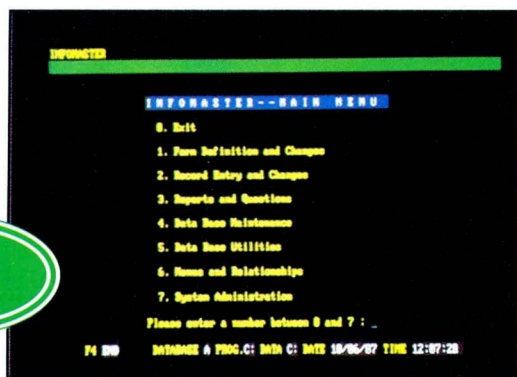 INFOMASTER
INFOMASTER--MAIN MENU
0. Exit
1. Form Definition and Changes
2. Record Entry and Changes
3. Reports and Questions
4. Data Base Maintenance
5. Data Base Utilities
6. Menus and Relationships
7. System Administration
Please enter a number between 0 and 7 : _
F4 END DATABASE A PROG.C: DATA C: DATE 10/06/87 TIME 12:07:28